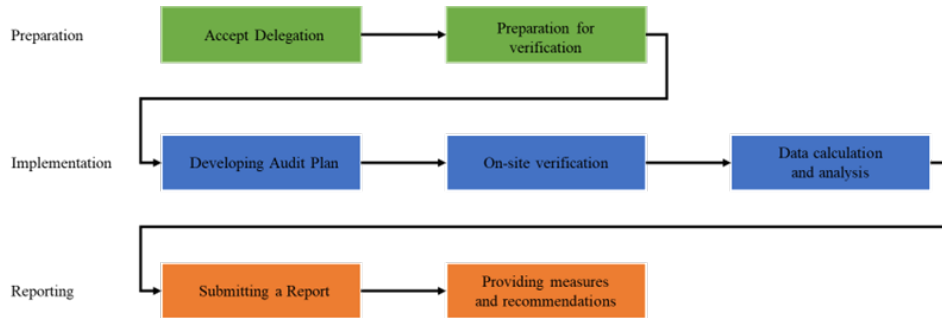 Preparation
Accept Delegation
Preparation for
verification
Implementation
Developing Audit Plan
On-site verification
Data calculation
and analysis
Reporting
Submitting a Report
Providing measures
and recommendations